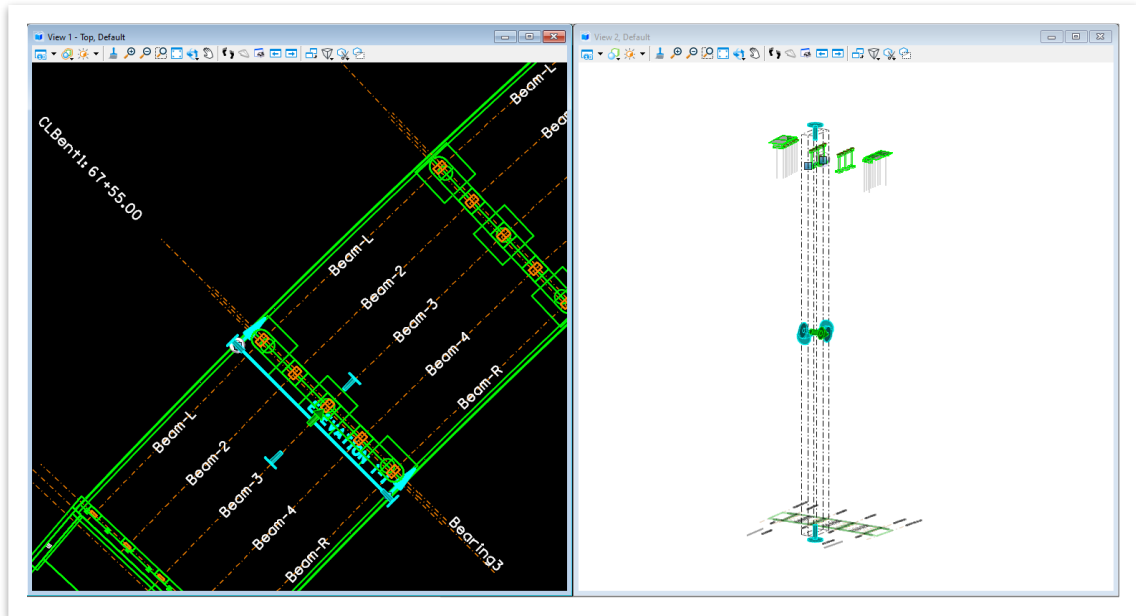 View 1 - Top, Default
View 2, Default
Beam-L
CLBent1: 67+55.00
Beam-L
Beam-2
Beam-3
Beam-4
Beam-R
ELEVATION
Beam-L
Beam-2
Beam-3
Beam-4
Beam-R
Bearing3